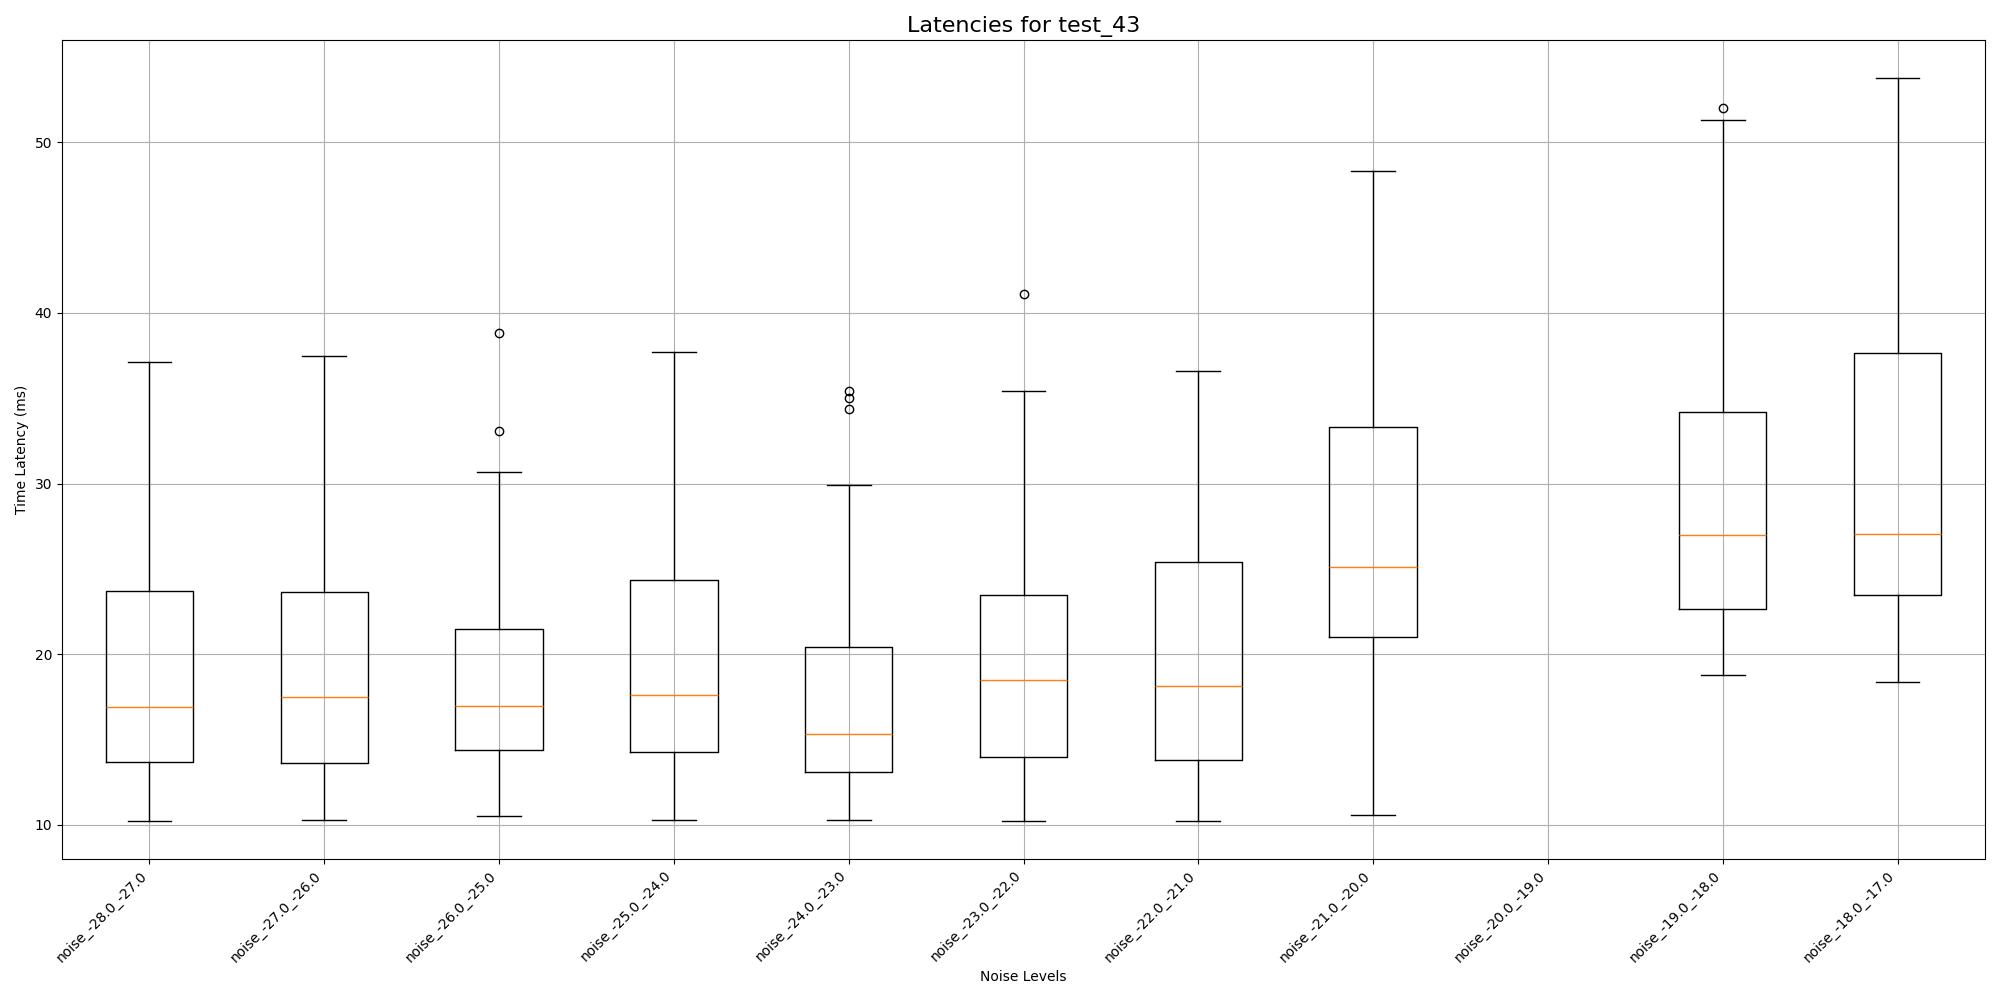 Latencies for test_43
Time Latency (ms)
50
40
30
20
10
noise_-28.0_-27.0
noise_-27.0_-26.0
noise_-26.0_-25.0
noise_-25.0_-24.0
noise_-24.0_-23.0
noise_-23.0_-22.0
noise_-22.0_-21.0
noise_-21.0_-20.0
noise_-20.0_-19.0
noise_-19.0_-18.0
noise_-18.0_-17.0
Noise Levels